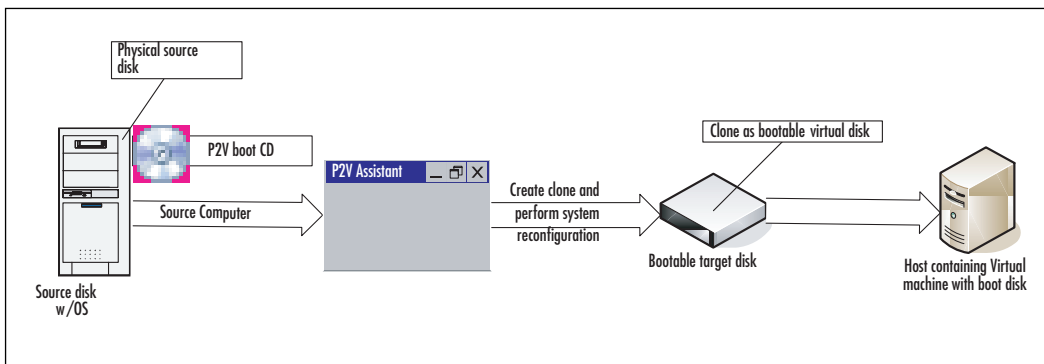 Physical source
disk
P2V boot CD
Source Computer
Source disk
w/OS
P2V Assistant
Create clone and
perform system
reconfiguration
Clone as bootable virtual disk
Bootable target disk
Host containing Virtual
machine with boot disk